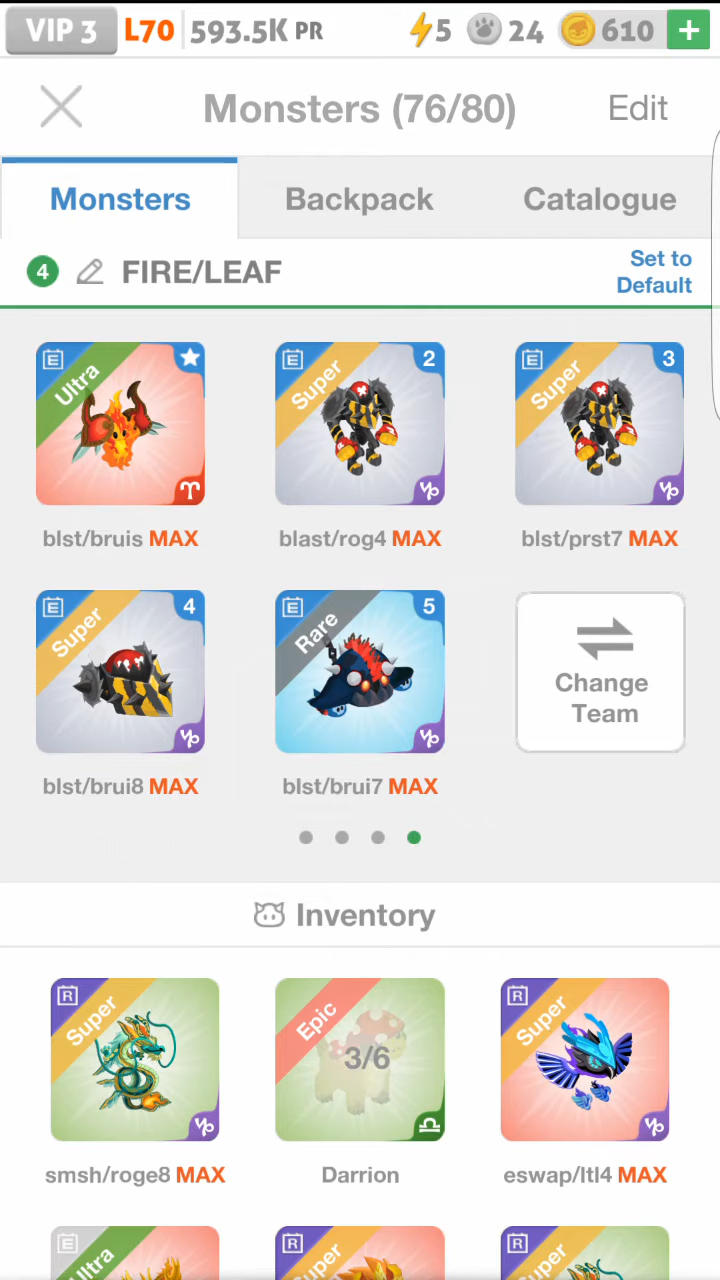 VIP 3 L70 593.5K PR 5 24 610 +
Monsters (76/80) Edit
Monsters Backpack Catalogue
4 FIRE/LEAF Set to
Default
E Ultra E Super 2 E Super 3
blst/bruis MAX blast/rog4 MAX blst/prst7 MAX
E Super 4 E Rare 5
Change
Team
blst/brui8 MAX blst/brui7 MAX
Inventory
R Super Epic 3/6 R Super
smsh/roge8 MAX Darrion eswap/ltl4 MAX
E Ultra R Super R Super